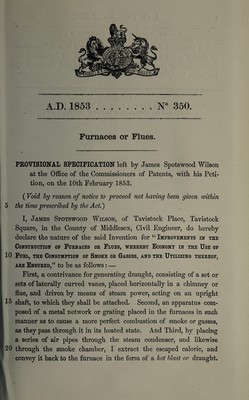 A.D. 1853 . . . . . . . . N° 350.
Furnaces or Flues.
PROVISIONAL SPECIFICATION left by James Spotswood Wilson
at the Office of the Commissioners of Patents, with his Peti-
tion, on the 10th February 1853.
(Void by reason of notice to proceed not having been given within
5 the time prescribed by the Act.)
I, JAMES SPOTSWOOD WILSON, of Tavistock Place, Tavistock
Square, in the County of Middlesex, Civil Engineer, do hereby
declare the nature of the said Invention for "IMPROVEMENTS IN THE
CONSTRUCTION OF FURNACES OR FLUES, WHEREBY ECONOMY IN THE USE OF
10 FUEL, THE CONSUMPTION OF SMOKE OR GASSES, AND THE UTILIZING THEREOF,
ARE ENSURED," to be as follows:—
First, a contrivance for generating draught, consisting of a set or
sets of laterally curved vanes, placed horizontally in a chimney or
flue, and driven by means of steam power, acting on an upright
15 shaft, to which they shall be attached. Second, an apparatus com-
posed of a metal network or grating placed in the furnaces in such
manner as to cause a more perfect combustion of smoke or gasses,
as they pass through it in its heated state. And Third, by placing
a series of air pipes through the steam condenser, and likewise
20 through the smoke chamber, I extract the escaped caloric, and
convey it back to the furnace in the form of a hot blast or draught.